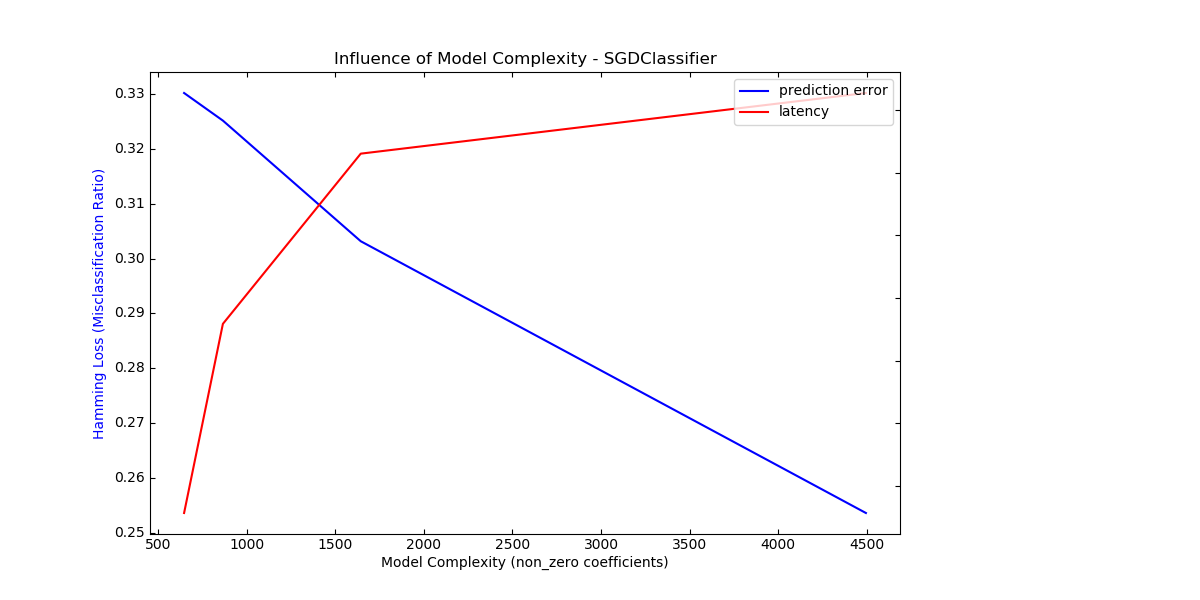 Influence of Model Complexity - SGDClassifier
prediction error
latency
0.33
0.32
0.31
0.30
0.29
0.28
0.27
0.26
0.25
Hamming Loss (Misclassification Ratio)
500 1000 1500 2000 2500 3000 3500 4000 4500
Model Complexity (non_zero coefficients)